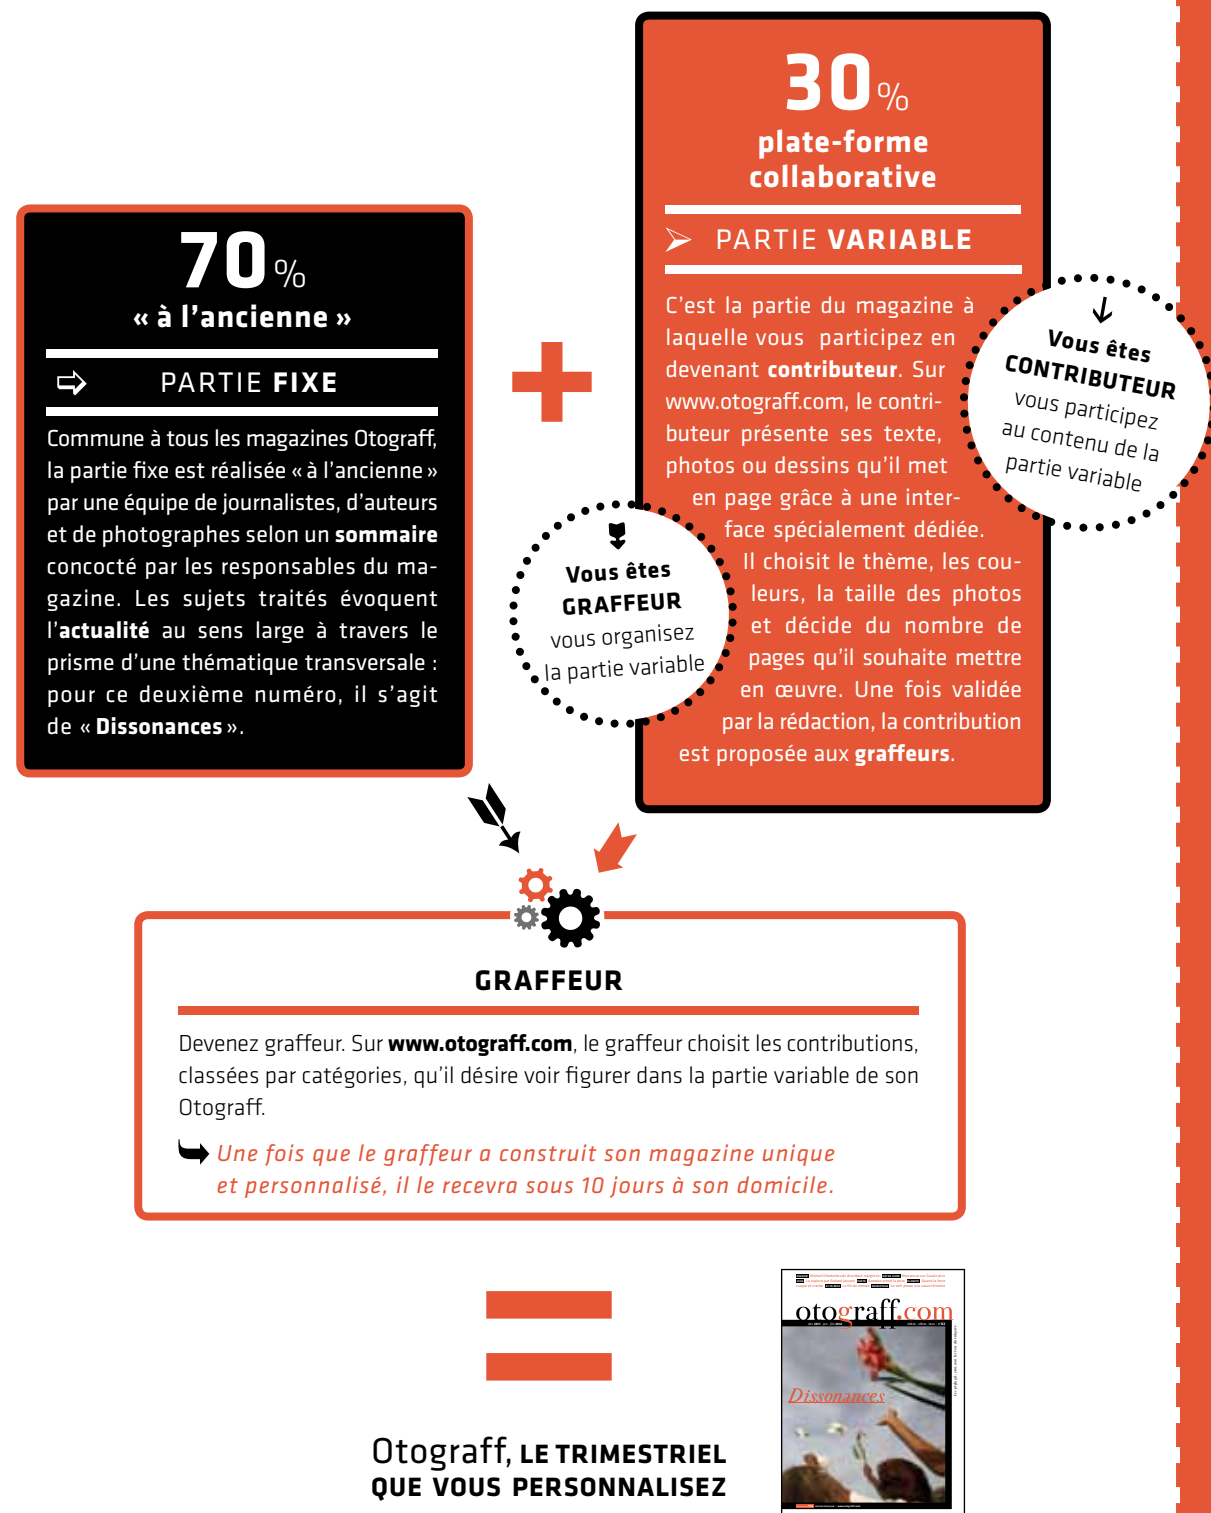 70%
« à l’ancienne »
PARTIE FIXE
Commune à tous les magazines Otograff,
la partie fixe est réalisée « à l’ancienne »
par une équipe de journalistes, d’auteurs
et de photographes selon un sommaire
concocté par les responsables du ma-
gazine. Les sujets traités évoquent
l’actualité au sens large à travers le
prisme d’une thématique transversale :
pour ce deuxième numéro, il s’agit
de « Dissonances ».
+
30%
plate-forme
collaborative
PARTIE VARIABLE
C’est la partie du magazine à
laquelle vous participez en
devenant contributeur. Sur
www.otograff.com, le contri-
buteur présente ses texte,
photos ou dessins qu’il met
en page grâce à une inter-
face spécialement dédiée.
Il choisit le thème, les cou-
leurs, la taille des photos
et décide du nombre de
pages qu’il souhaite mettre
en œuvre. Une fois validée
par la rédaction, la contribution
est proposée aux graffeurs.
Vous êtes
CONTRIBUTEUR
vous participez
au contenu de la
partie variable
Vous êtes
GRAFFEUR
vous organisez
la partie variable
GRAFFEUR
Devenez graffeur. Sur www.otograff.com, le graffeur choisit les contributions,
classées par catégories, qu’il désire voir figurer dans la partie variable de son
Otograff.
Une fois que le graffeur a construit son magazine unique
et personnalisé, il le recevra sous 10 jours à son domicile.
=
Otograff, LE TRIMESTRIEL
QUE VOUS PERSONNALISEZ
otograff.com
Dissonances